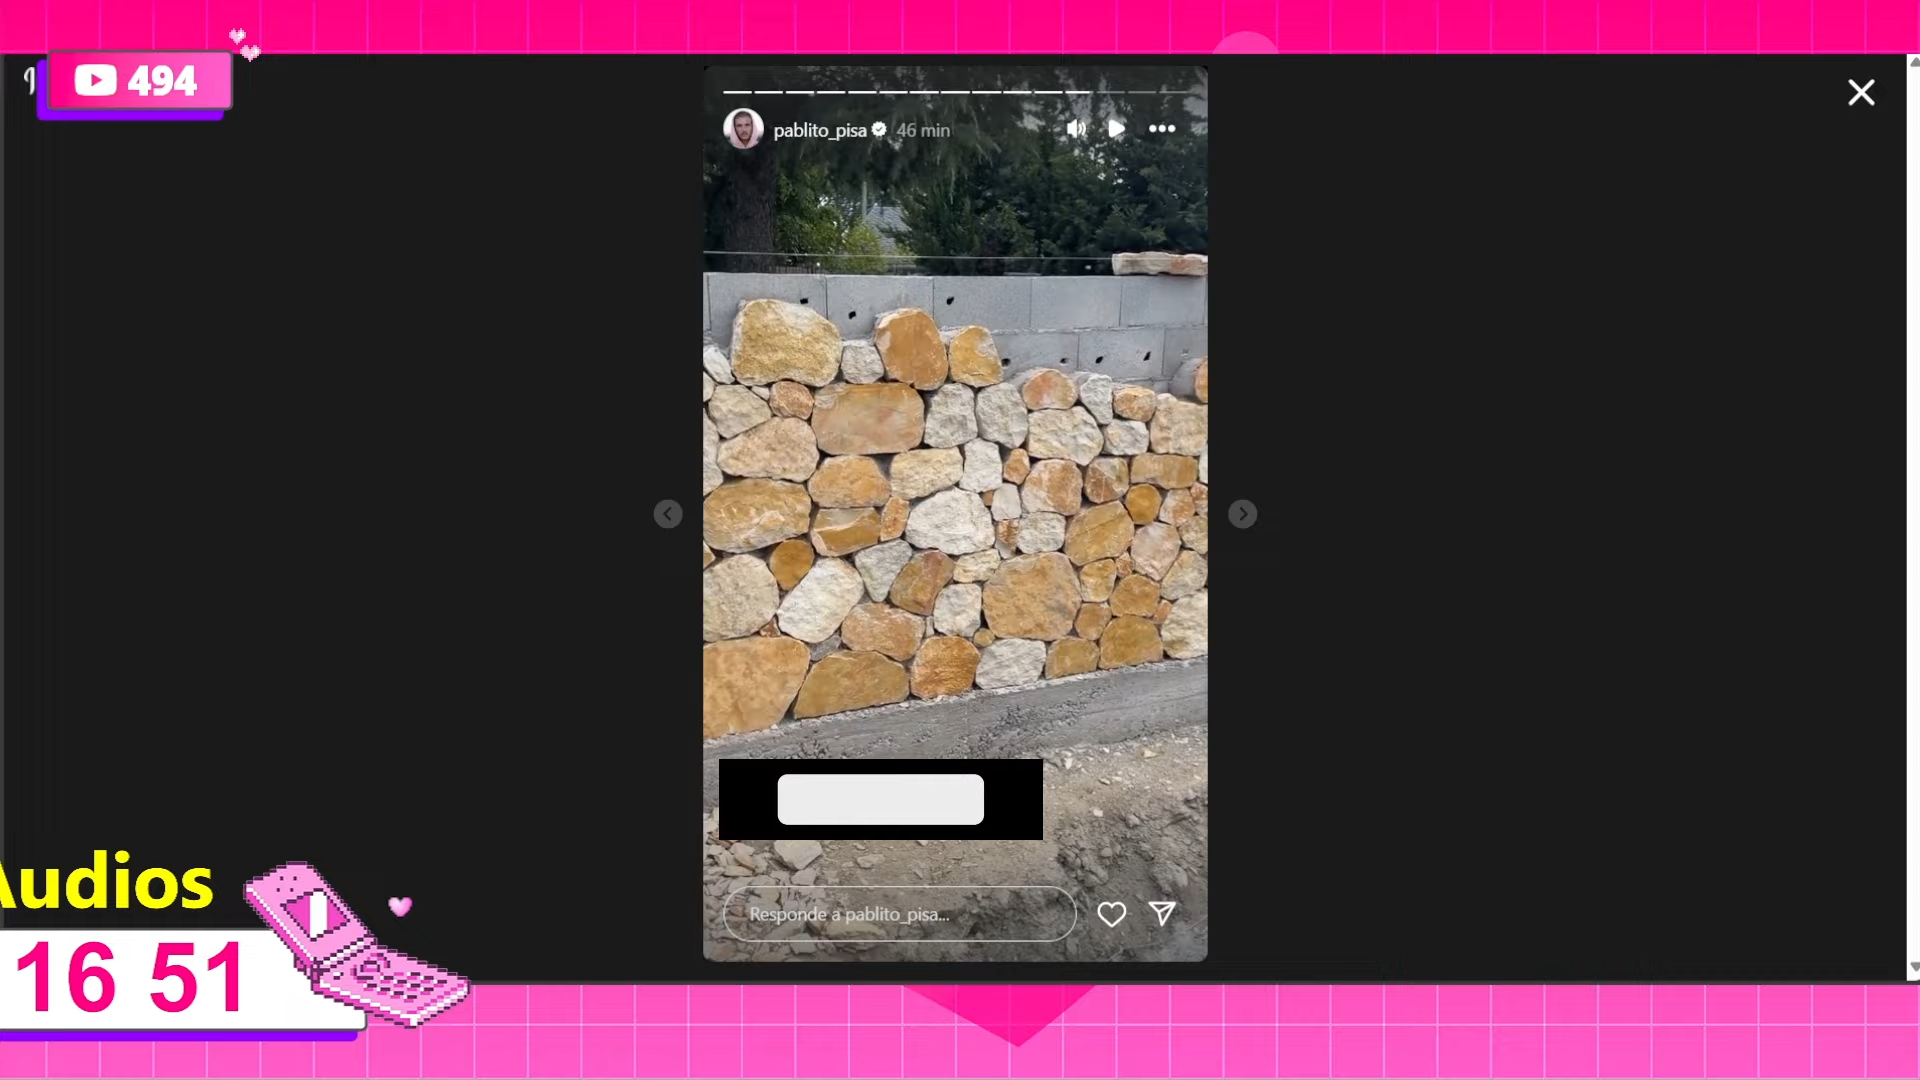 494
pablito_pisa 46 min
Responde a pablito_pisa...
Audios
16 51